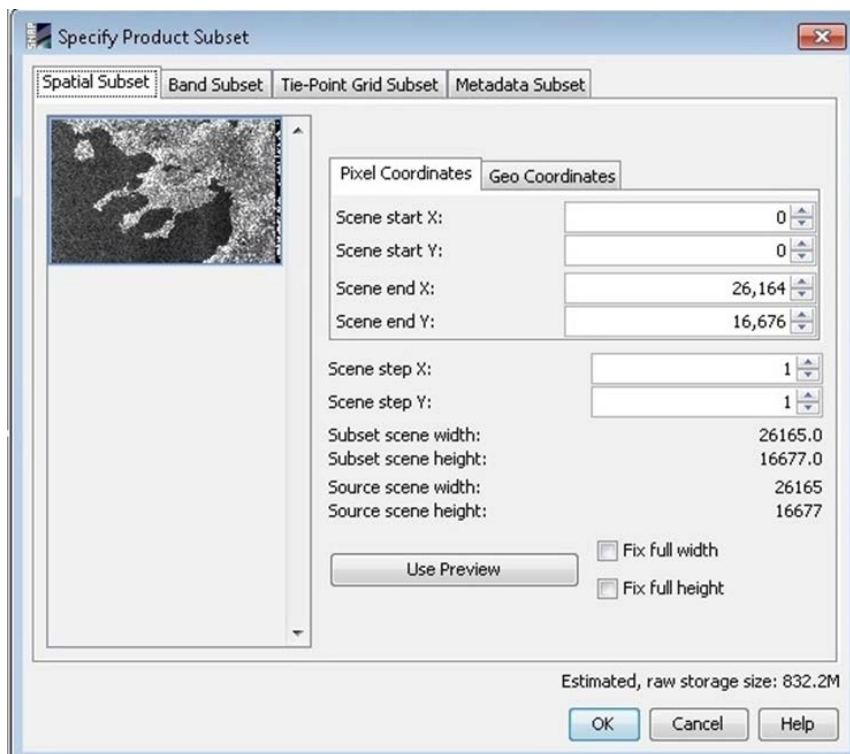 SNAP
Specify Product Subset
Spatial Subset Band Subset Tie-Point Grid Subset Metadata Subset
Pixel Coordinates Geo Coordinates
Scene start X: 0
Scene start Y: 0
Scene end X: 26,164
Scene end Y: 16,676
Scene step X: 1
Scene step Y: 1
Subset scene width: 26165.0
Subset scene height: 16677.0
Source scene width: 26165
Source scene height: 16677
Use Preview
Fix full width
Fix full height
Estimated, raw storage size: 832.2M
OK Cancel Help